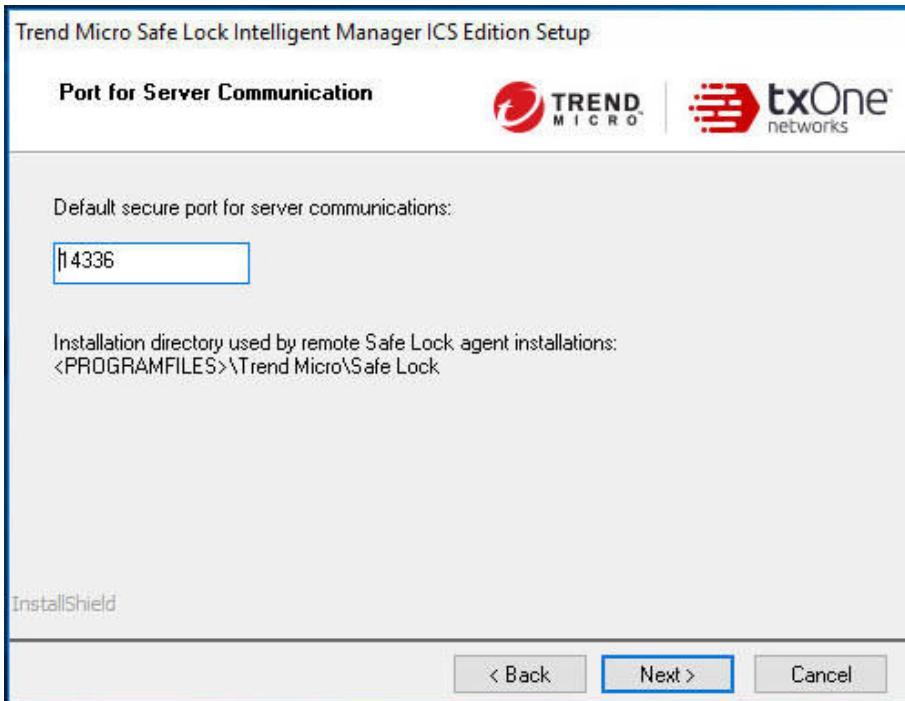 Trend Micro Safe Lock Intelligent Manager ICS Edition Setup
Port for Server Communication
TREND
MICRO
txOne
networks
Default secure port for server communications:
14336
Installation directory used by remote Safe Lock agent installations:
<PROGRAMFILES>\Trend Micro\Safe Lock
InstallShield
< Back
Next >
Cancel